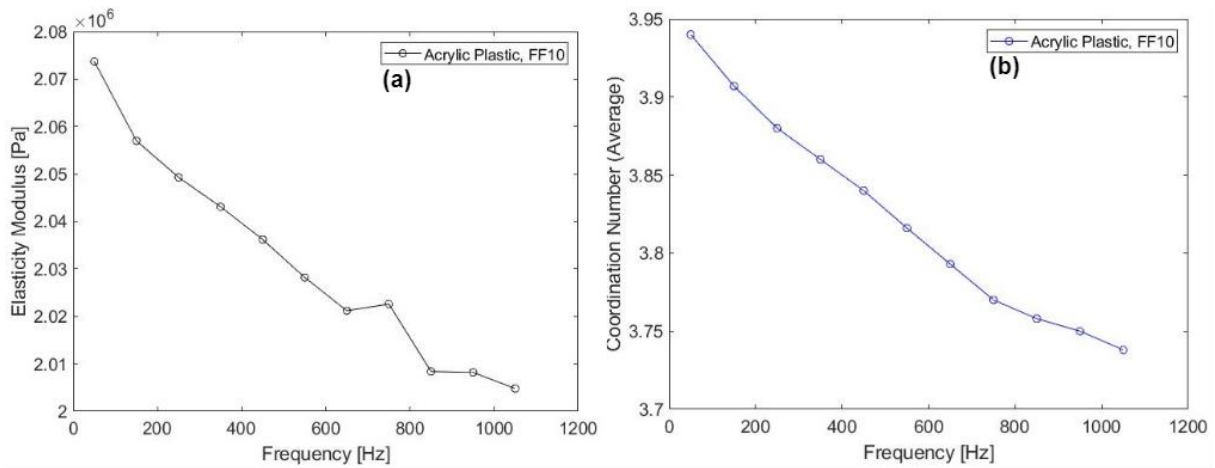 ×10⁶
2.08
2.07
2.06
2.05
2.04
2.03
2.02
2.01
2
0 200 400 600 800 1000 1200
Frequency [Hz]
Elasticity Modulus [Pa]
Acrylic Plastic, FF10
(a)
3.95
3.9
3.85
3.8
3.75
3.7
0 200 400 600 800 1000 1200
Frequency [Hz]
Coordination Number (Average)
Acrylic Plastic, FF10
(b)